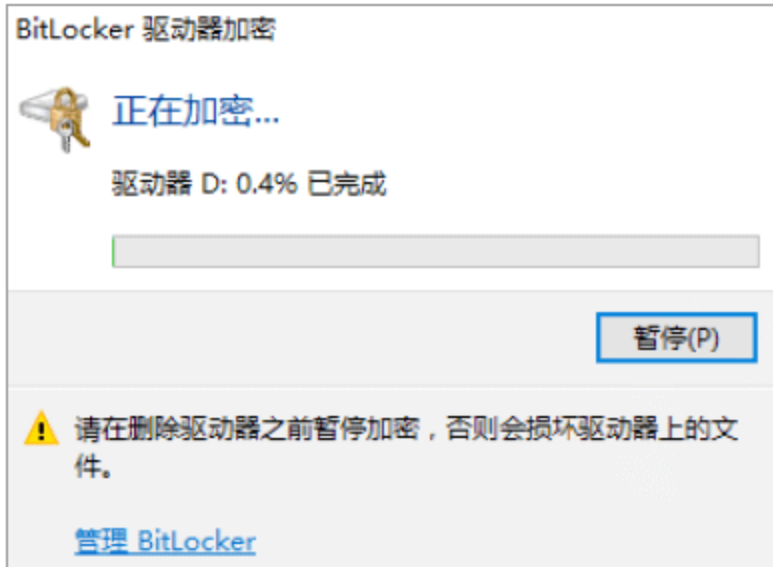 BitLocker 驱动器加密
正在加密...
驱动器 D: 0.4% 已完成
暂停(P)
请在删除驱动器之前暂停加密，否则会损坏驱动器上的文
件。
管理 BitLocker